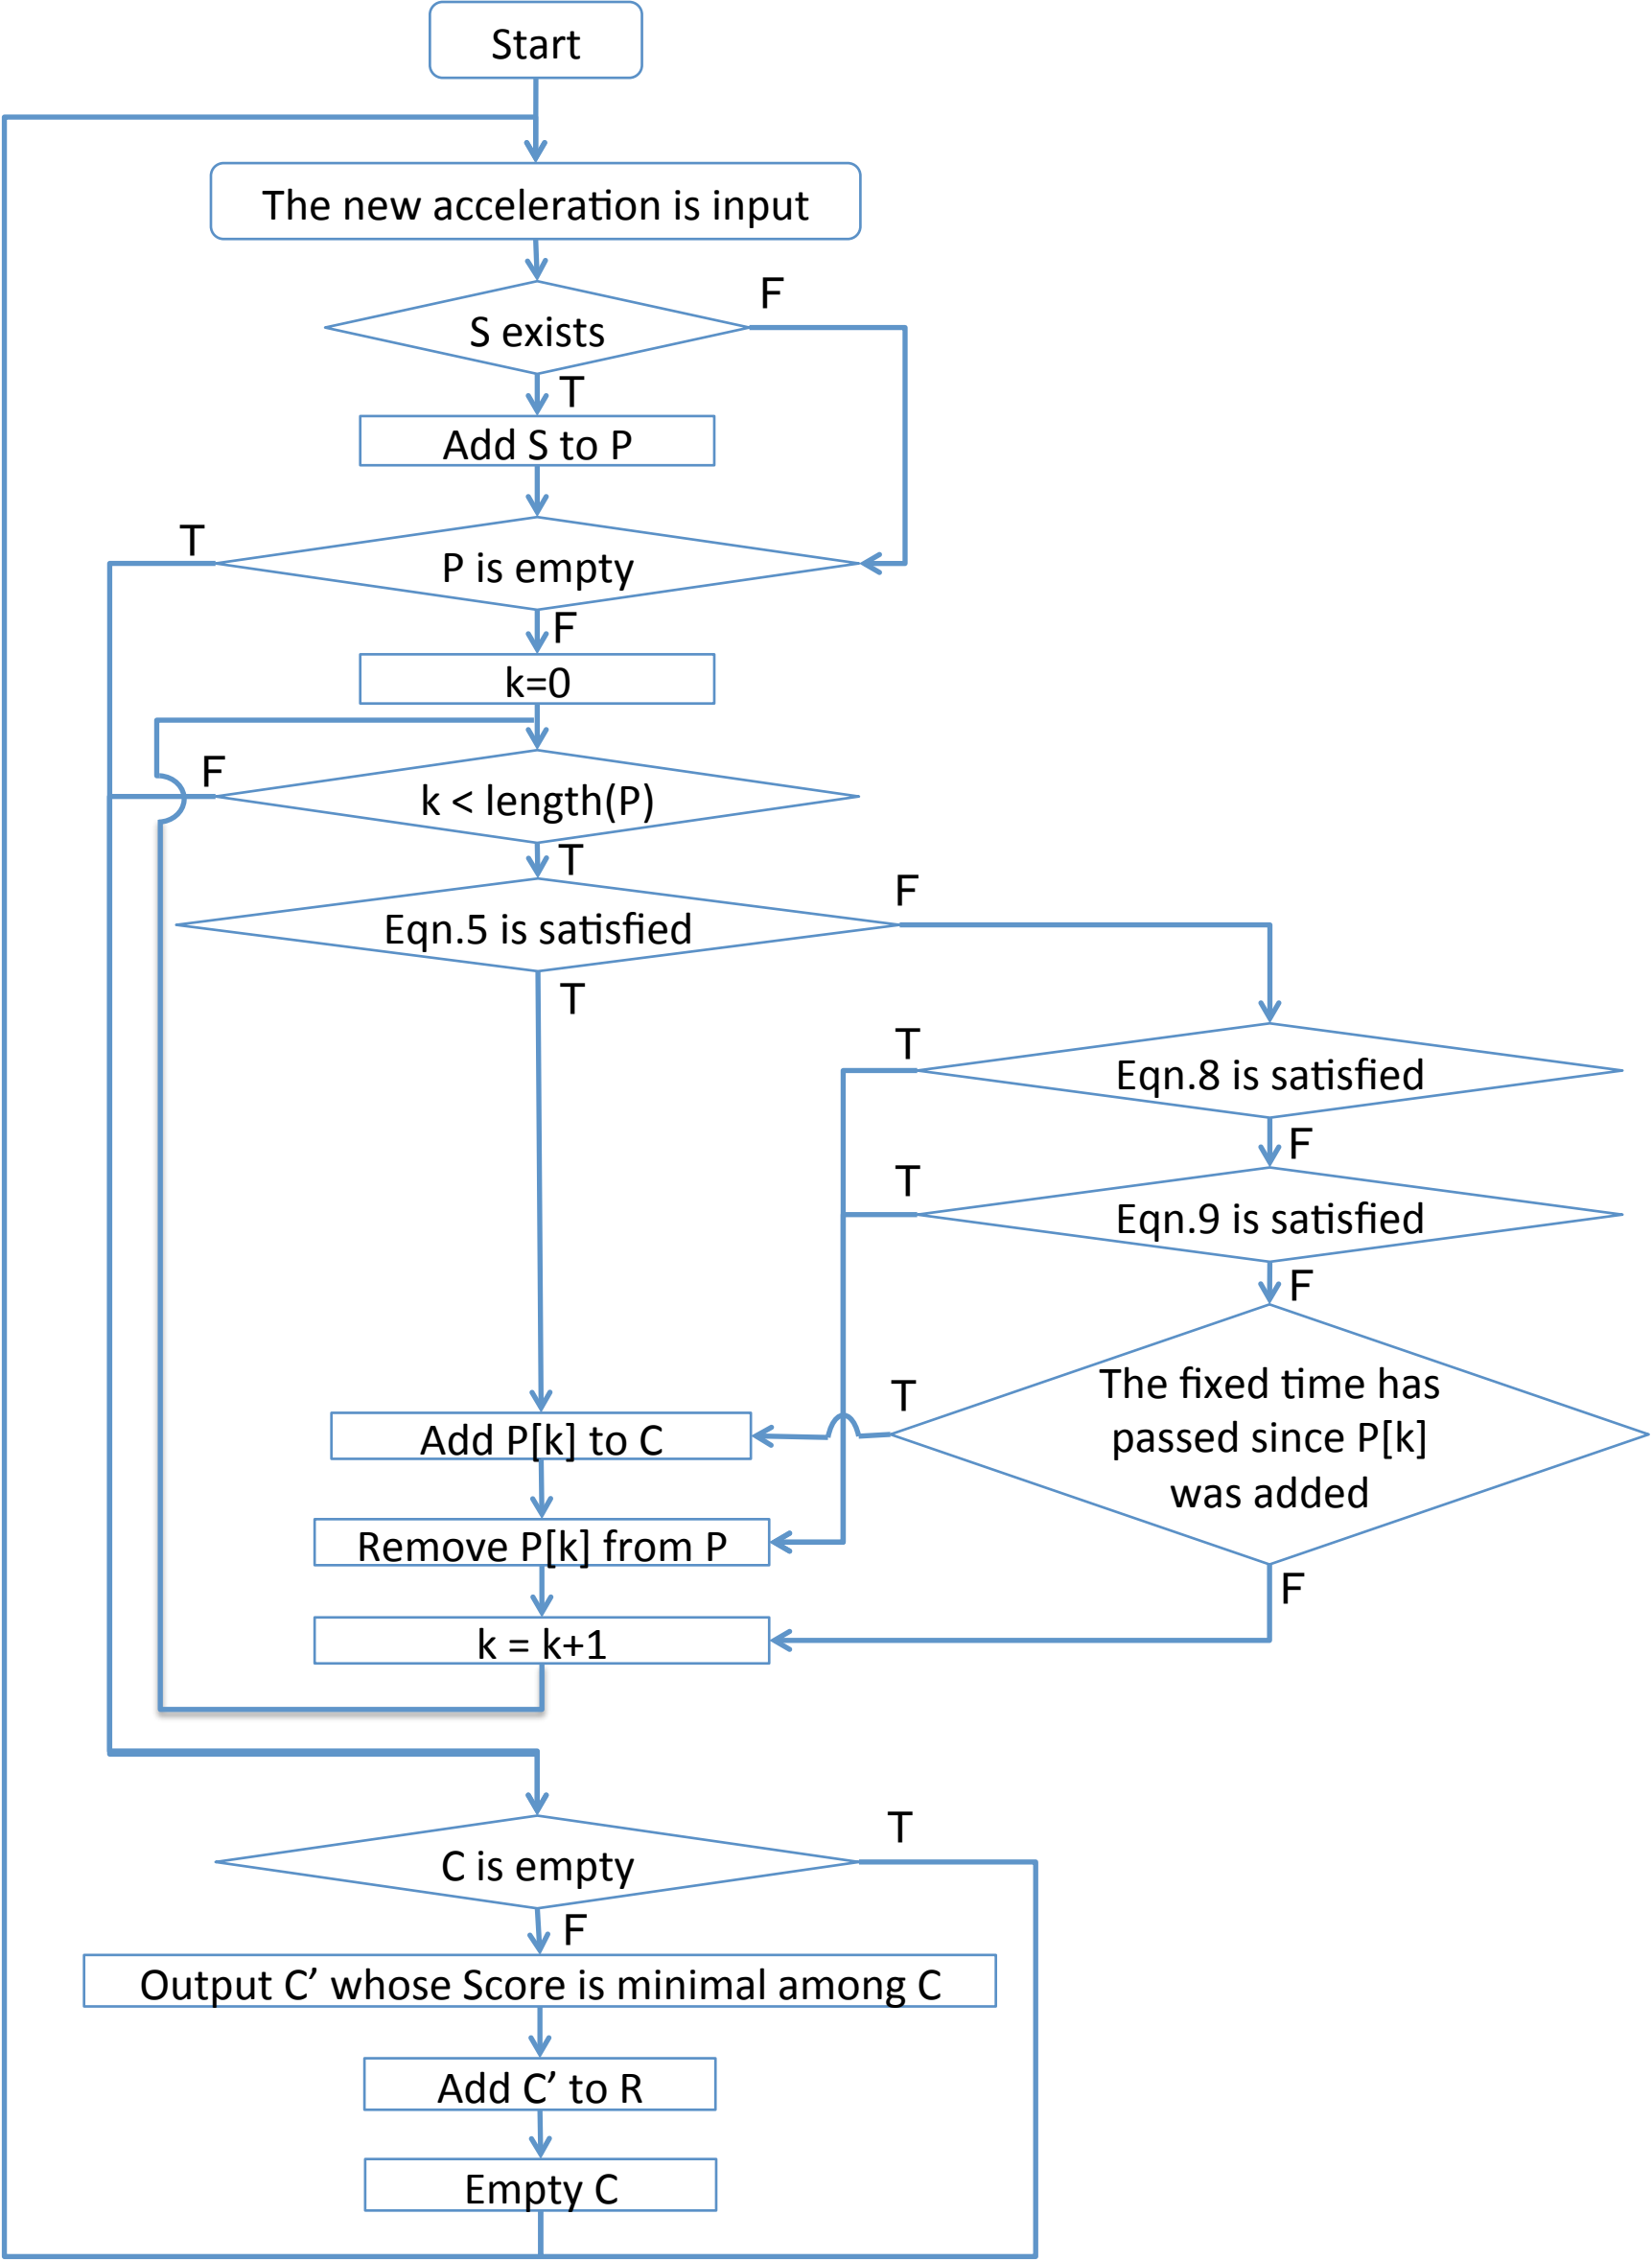 Start
The new acceleration is input
S exists
F
T
Add S to P
T
P is empty
F
k=0
F
k < length(P)
T
F
Eqn.5 is satisfied
T
T
Eqn.8 is satisfied
F
T
Eqn.9 is satisfied
F
The fixed time has
passed since P[k]
was added
T
Add P[k] to C
Remove P[k] from P
F
k = k+1
T
C is empty
F
Output C’ whose Score is minimal among C
Add C’ to R
Empty C